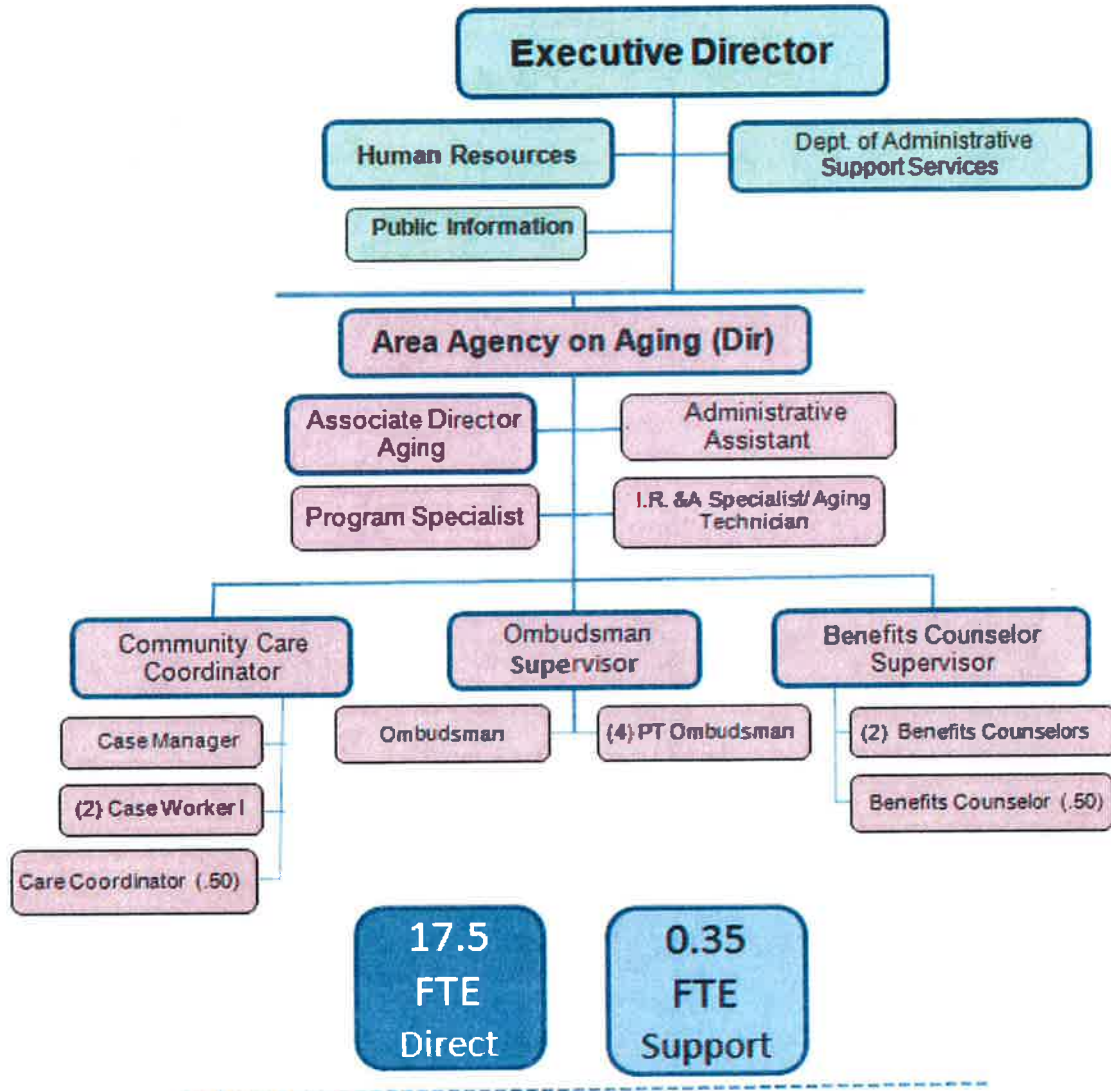 Executive Director
Human Resources
Dept. of Administrative
Support Services
Public Information
Area Agency on Aging (Dir)
Associate Director
Aging
Administrative
Assistant
Program Specialist
I.R. &A Specialist/Aging
Technician
Community Care
Coordinator
Ombudsman
Supervisor
Benefits Counselor
Supervisor
Case Manager
(2) Case Worker I
Care Coordinator (.50)
Ombudsman
(4) PT Ombudsman
(2) Benefits Counselors
Benefits Counselor (.50)
17.5
FTE
Direct
0.35
FTE
Support